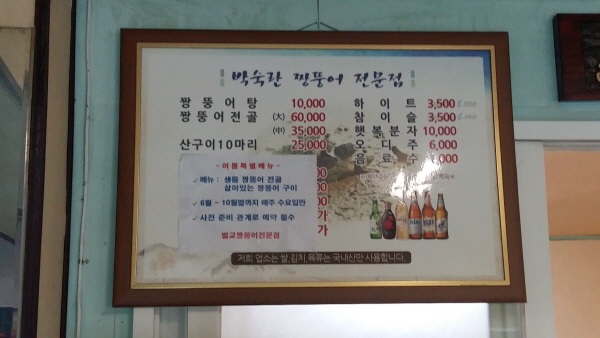 박숙란 짱뚱어 전문점
짱뚱어탕 10,000
짱뚱어전골 (大) 60,000
(中) 35,000
산구이10마리 25,000
하이트 3,500
참이슬 3,500
햇복분자 10,000
오디주 6,000
음료수 ,000
- 여름특별메뉴 -
메뉴 : 생물 짱뚱어 전골
살아있는 짱뚱어 구이
6월 ~ 10월말까지 매주 수요일만
사전 준비 관계로 예약 필수
벌교짱뚱어전문점
가
가
저희 업소는 쌀,김치,육류는 국내산만 사용합니다.